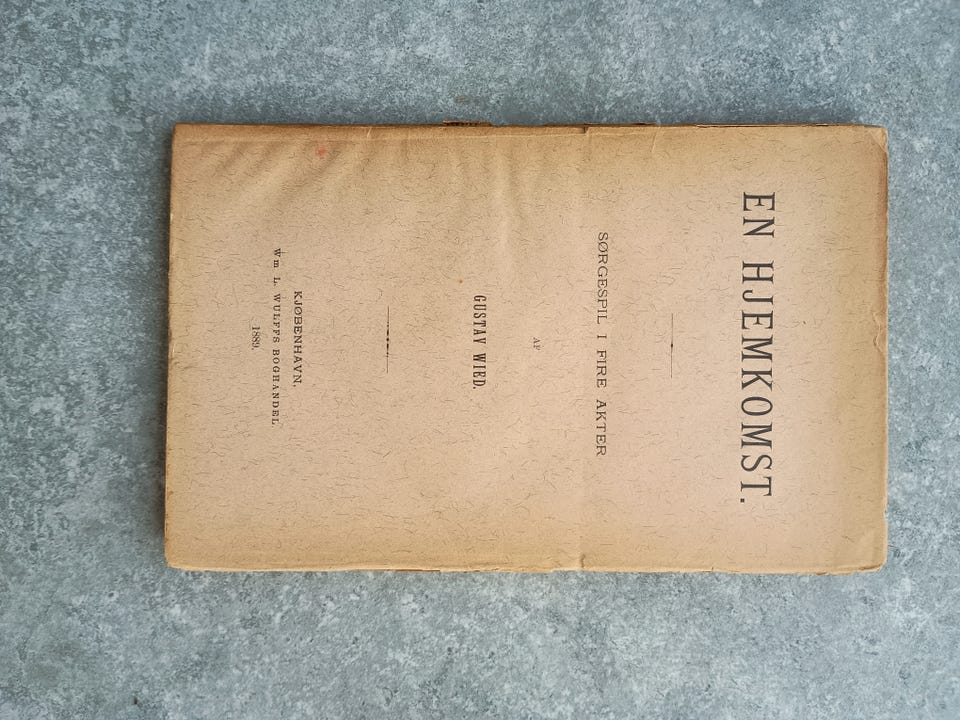 EN HJEMKOMST.
SØRGESPIL I FIRE AKTER
AF
GUSTAV WIED.
KJØBENHAVN.
Wm L. WULFFS BOGHANDEL
1889.